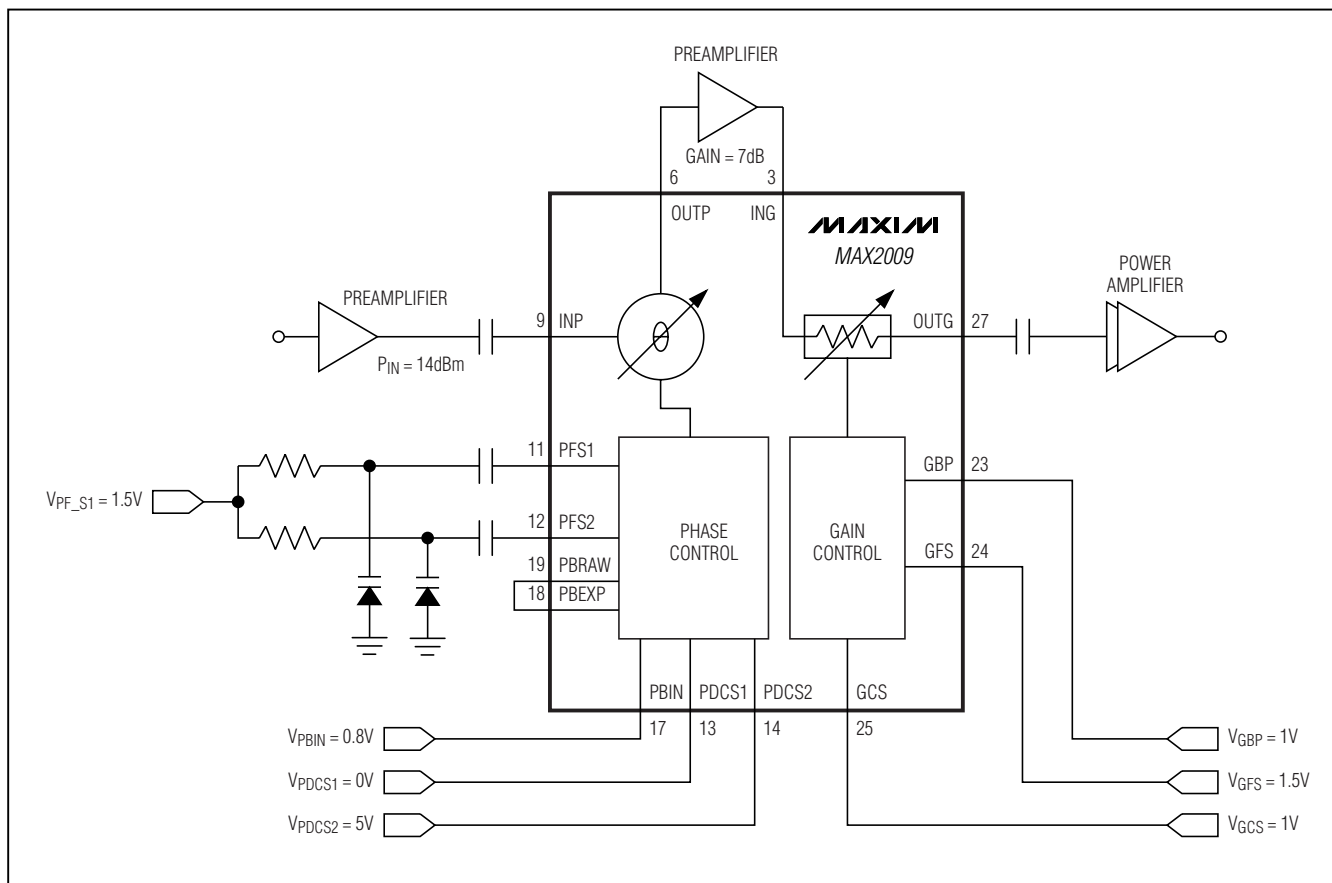 PREAMPLIFIER
GAIN = 7dB
6
3
OUTP
ING
MAXIM
MAX2009
PREAMPLIFIER
PIN = 14dBm
9
INP
OUTG
27
POWER
AMPLIFIER
θ
VPF_S1 = 1.5V
11
PFS1
12
PFS2
19
PBRAW
18
PBEXP
PHASE
CONTROL
GAIN
CONTROL
GBP
23
GFS
24
PBIN
PDCS1
PDCS2
GCS
17
13
14
25
VPBIN = 0.8V
VPDCS1 = 0V
VPDCS2 = 5V
VGBP = 1V
VGFS = 1.5V
VGCS = 1V